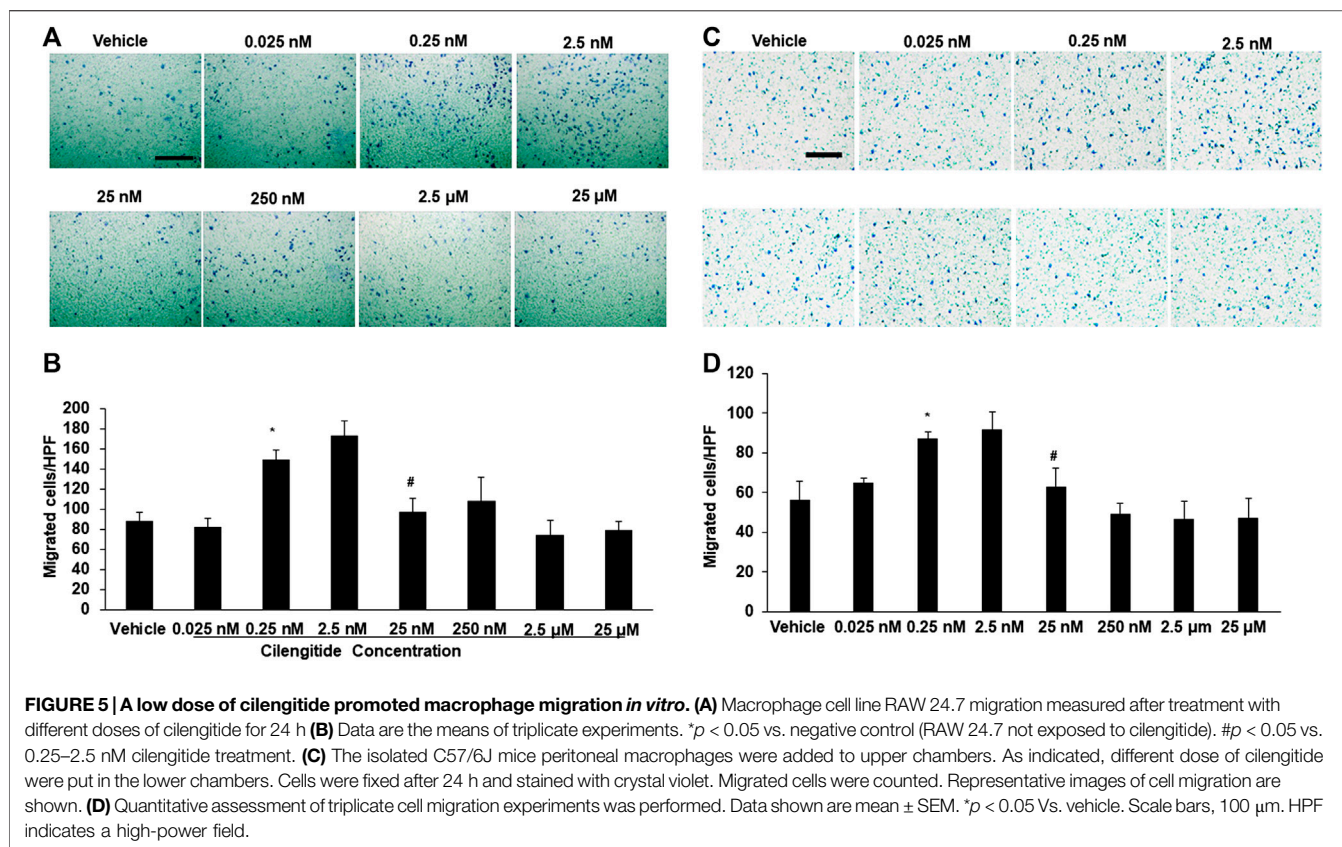 A
Vehicle 0.025 nM 0.25 nM 2.5 nM
25 nM 250 nM 2.5 µM 25 µM
C
Vehicle 0.025 nM 0.25 nM 2.5 nM
B
Migrated cells/HPF
200
180
160
140
120
100
80
60
40
20
0
*
#
Vehicle 0.025 nM 0.25 nM 2.5 nM 25 nM 250 nM 2.5 µM 25 µM
Cilengitide Concentration
D
Migrated cells/HPF
120
100
80
60
40
20
0
*
#
Vehicle 0.025 nM 0.25 nM 2.5 nM 25 nM 250 nM 2.5 µm 25 µM
FIGURE 5 | A low dose of cilengitide promoted macrophage migration in vitro. (A) Macrophage cell line RAW 24.7 migration measured after treatment with
different doses of cilengitide for 24 h (B) Data are the means of triplicate experiments. *p < 0.05 vs. negative control (RAW 24.7 not exposed to cilengitide). #p < 0.05 vs.
0.25–2.5 nM cilengitide treatment. (C) The isolated C57/6J mice peritoneal macrophages were added to upper chambers. As indicated, different dose of cilengitide
were put in the lower chambers. Cells were fixed after 24 h and stained with crystal violet. Migrated cells were counted. Representative images of cell migration are
shown. (D) Quantitative assessment of triplicate cell migration experiments was performed. Data shown are mean ± SEM. *p < 0.05 Vs. vehicle. Scale bars, 100 μm. HPF
indicates a high-power field.